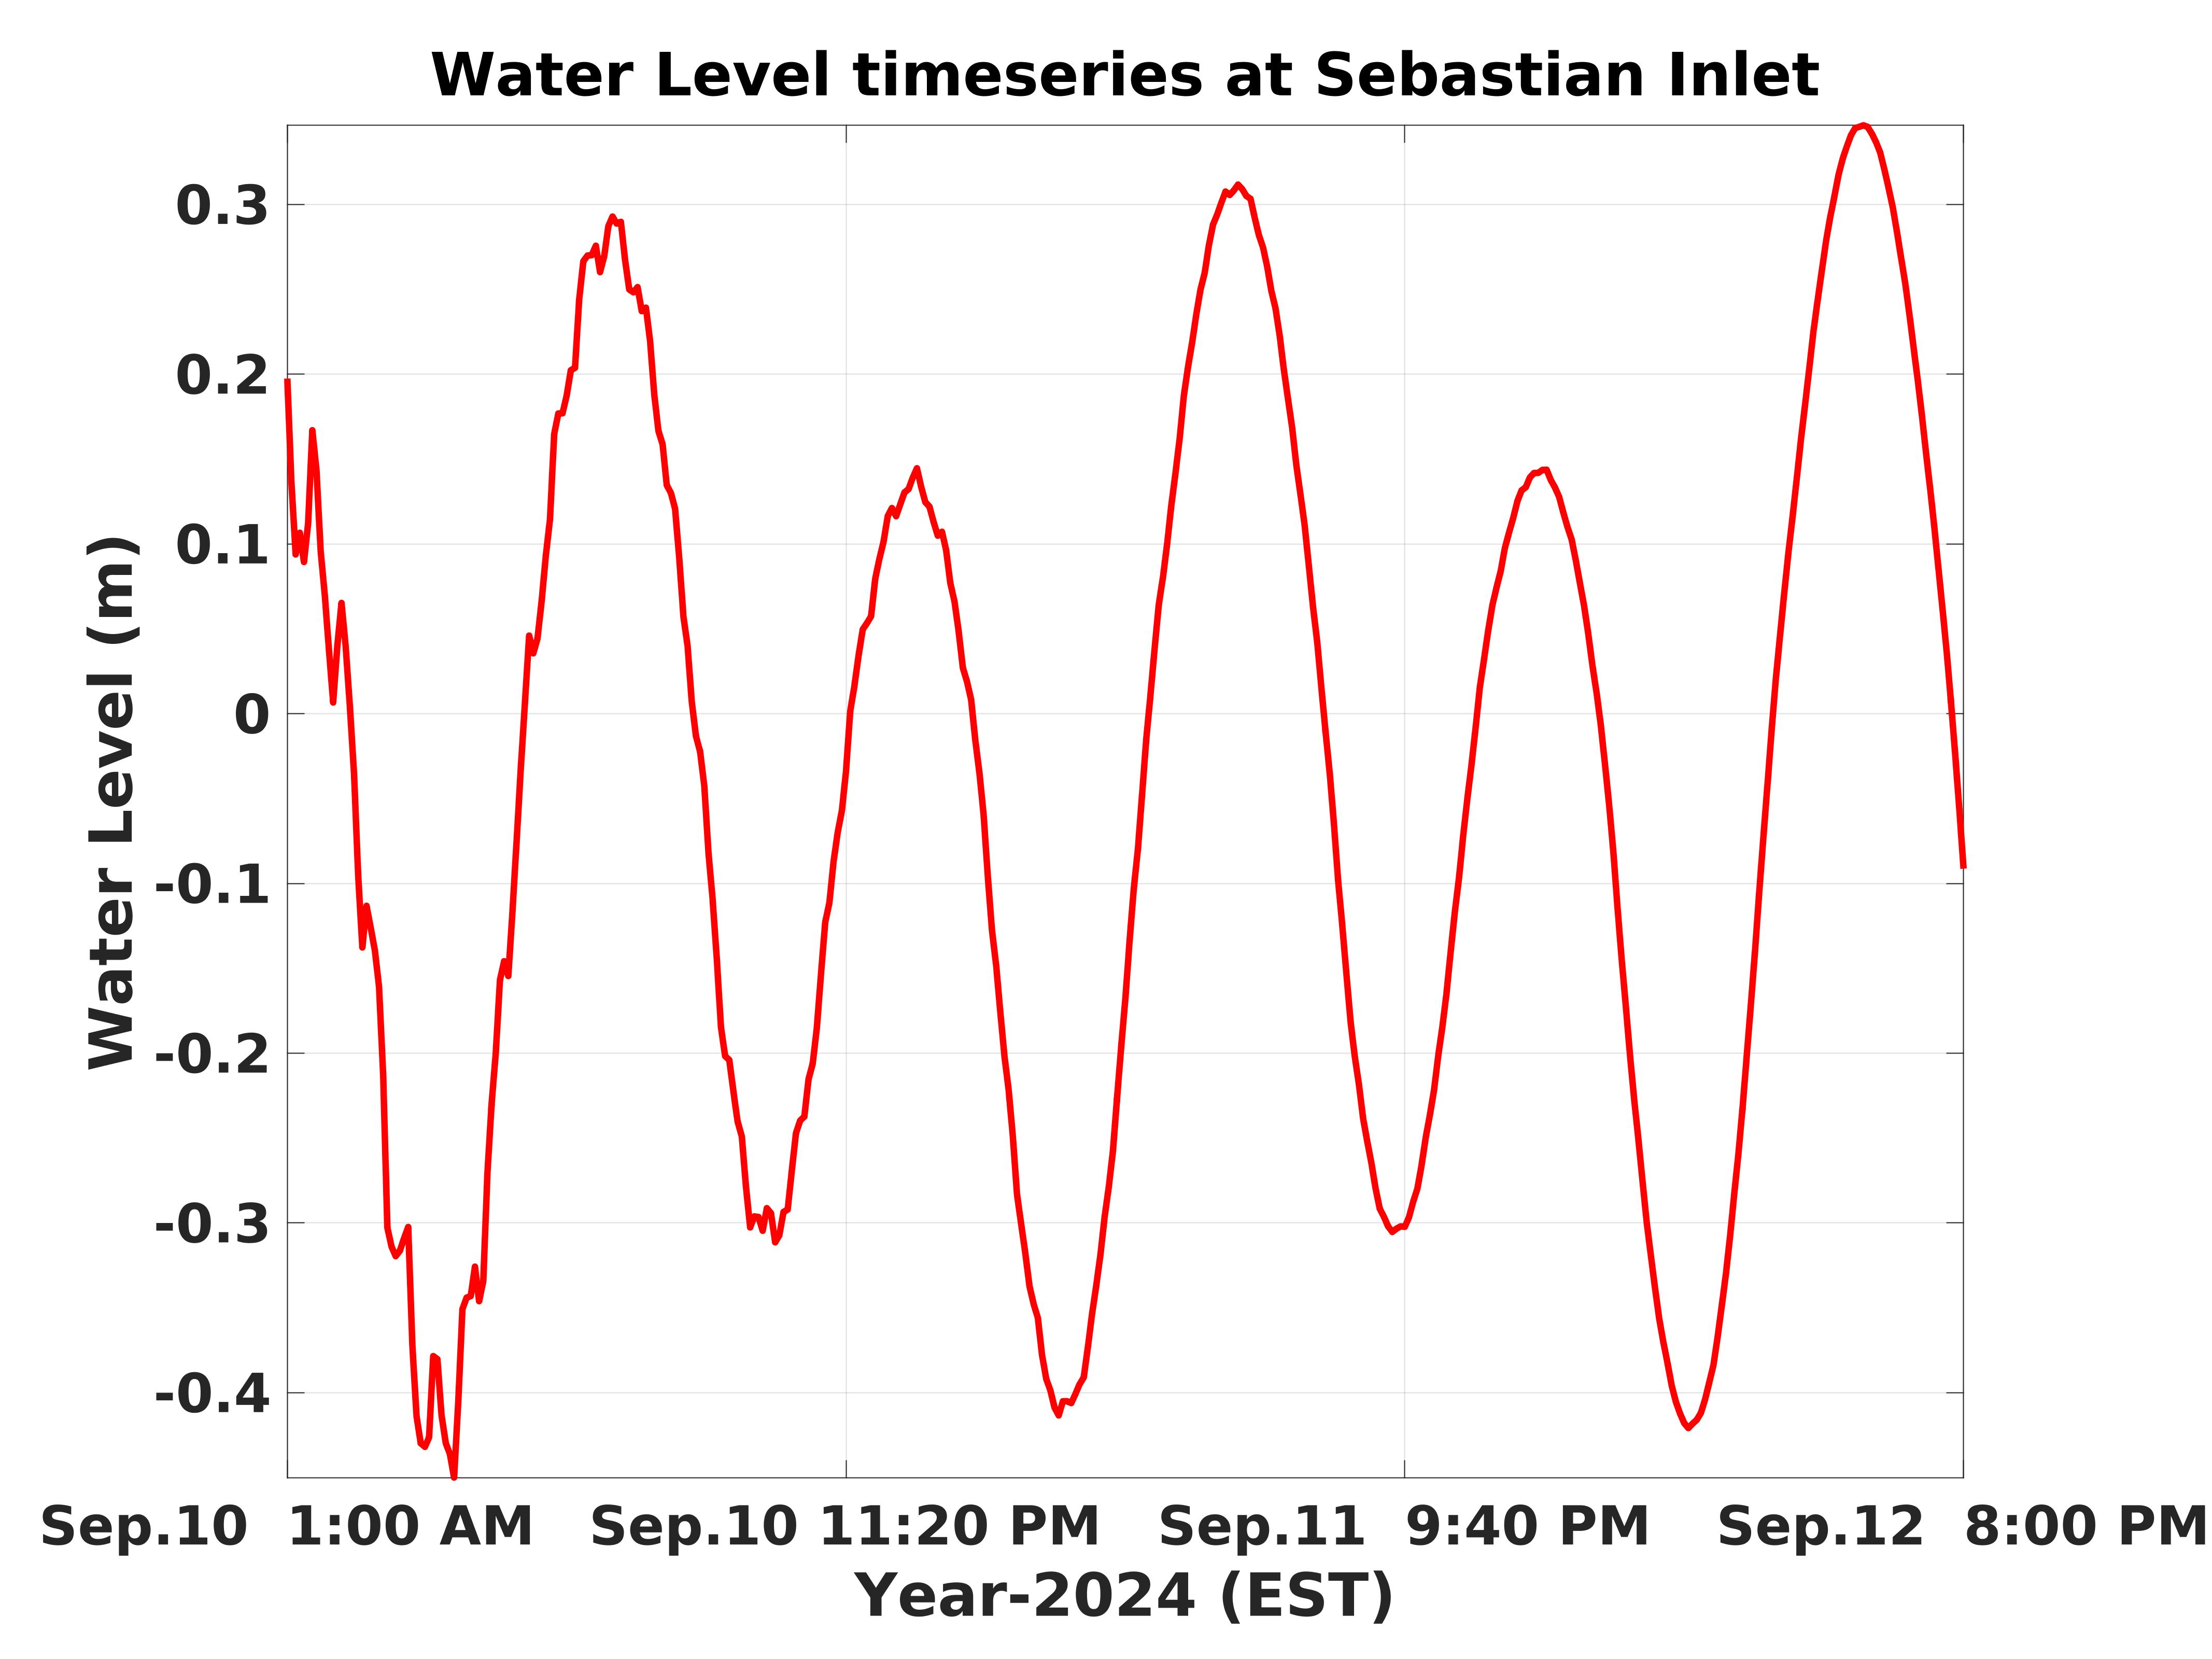 Water Level timeseries at Sebastian Inlet
Water Level (m)
0.3
0.2
0.1
0
-0.1
-0.2
-0.3
-0.4
Sep.10 1:00 AM Sep.10 11:20 PM Sep.11 9:40 PM Sep.12 8:00 PM
Year-2024 (EST)